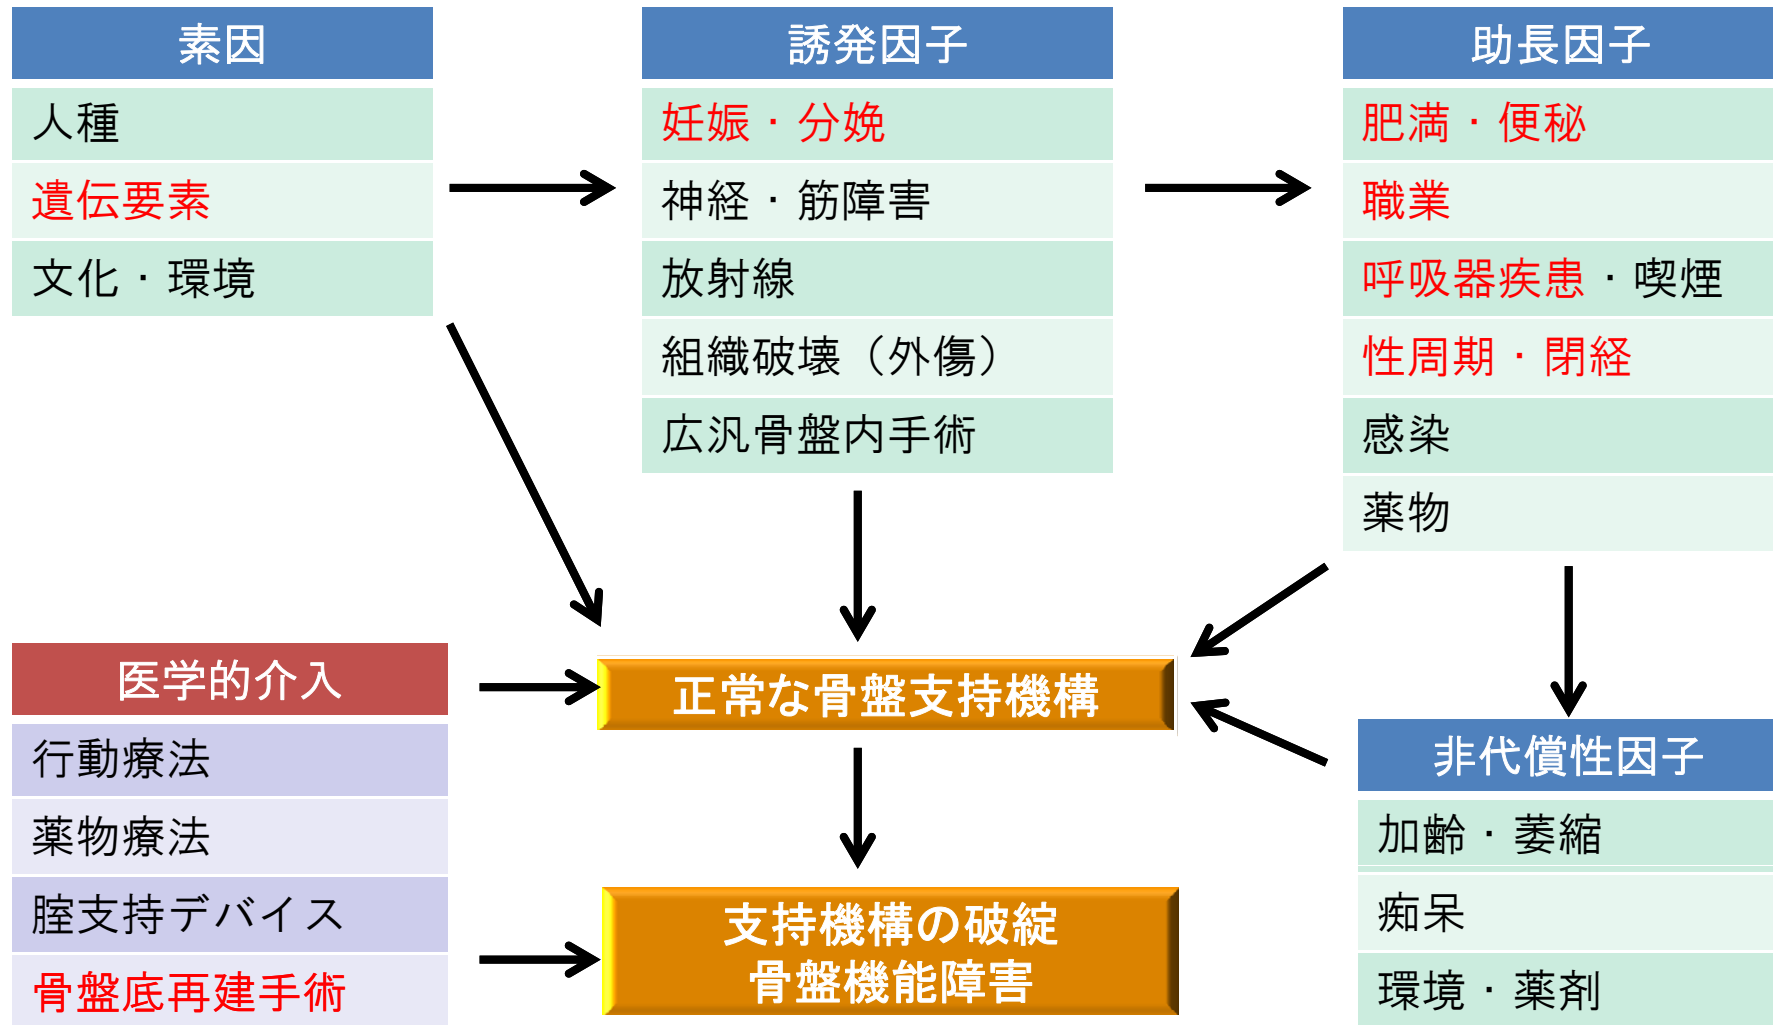 素因
人種
遺伝要素
文化・環境
誘発因子
妊娠・分娩
神経・筋障害
放射線
組織破壊（外傷）
広汎骨盤内手術
助長因子
肥満・便秘
職業
呼吸器疾患・喫煙
性周期・閉経
感染
薬物
医学的介入
行動療法
薬物療法
腟支持デバイス
骨盤底再建手術
正常な骨盤支持機構
支持機構の破綻
骨盤機能障害
非代償性因子
加齢・萎縮
痴呆
環境・薬剤